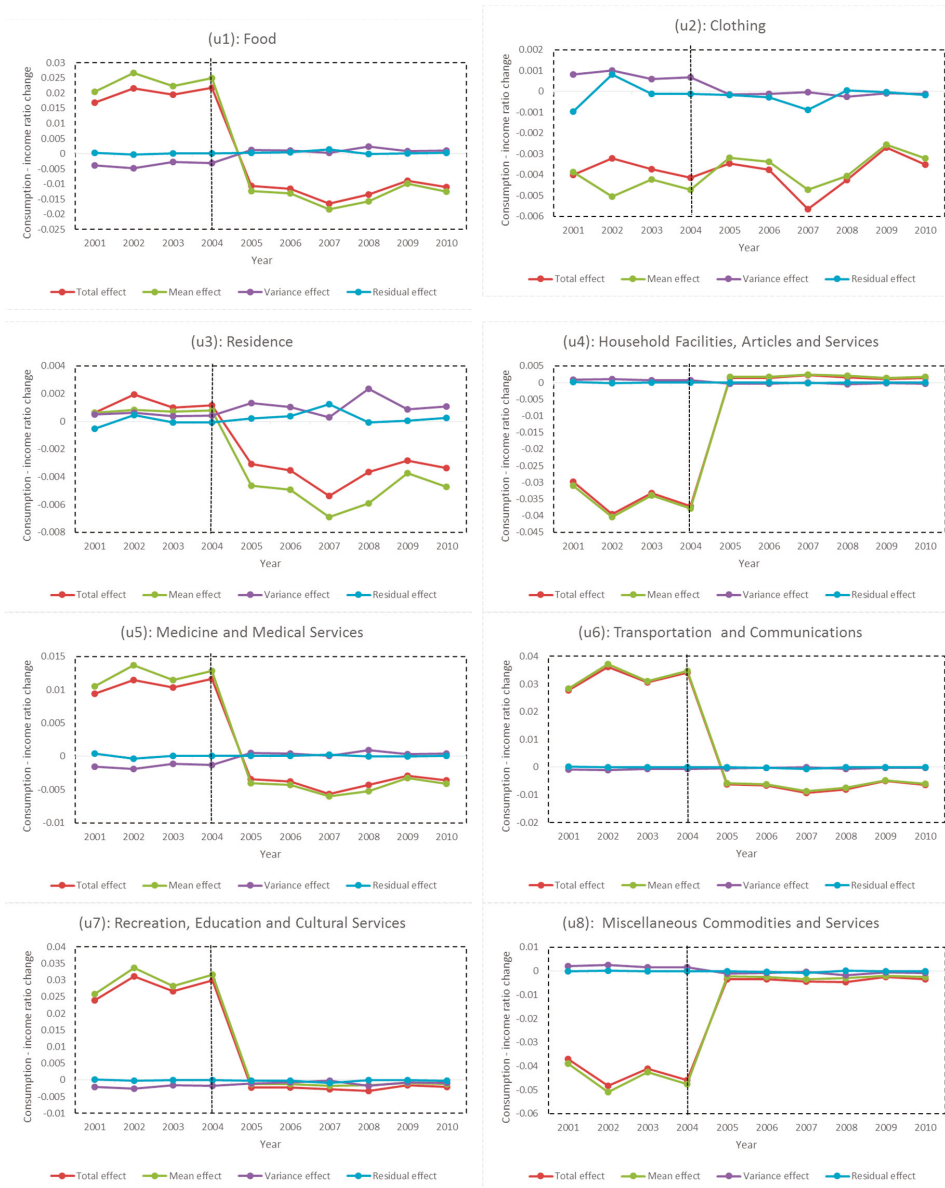 (u1): Food
Consumption - income ratio change
0.03
0.025
0.02
0.015
0.01
0.005
0
-0.005
-0.01
-0.015
-0.02
-0.025
2001 2002 2003 2004 2005 2006 2007 2008 2009 2010
Year
Total effect Mean effect Variance effect Residual effect
(u2): Clothing
Consumption - income ratio change
0.002
0.001
0
-0.001
-0.002
-0.003
-0.004
-0.005
-0.006
2001 2002 2003 2004 2005 2006 2007 2008 2009 2010
Year
Total effect Mean effect Variance effect Residual effect
(u3): Residence
Consumption - income ratio change
0.004
0.002
0
-0.002
-0.004
-0.006
-0.008
2001 2002 2003 2004 2005 2006 2007 2008 2009 2010
Year
Total effect Mean effect Variance effect Residual effect
(u4): Household Facilities, Articles and Services
Consumption - income ratio change
0.005
0
-0.005
-0.01
-0.015
-0.02
-0.025
-0.03
-0.035
-0.04
-0.045
2001 2002 2003 2004 2005 2006 2007 2008 2009 2010
Year
Total effect Mean effect Variance effect Residual effect
(u5): Medicine and Medical Services
Consumption - income ratio change
0.015
0.01
0.005
0
-0.005
-0.01
2001 2002 2003 2004 2005 2006 2007 2008 2009 2010
Year
Total effect Mean effect Variance effect Residual effect
(u6): Transportation and Communications
Consumption - income ratio change
0.04
0.03
0.02
0.01
0
-0.01
-0.02
2001 2002 2003 2004 2005 2006 2007 2008 2009 2010
Year
Total effect Mean effect Variance effect Residual effect
(u7): Recreation, Education and Cultural Services
Consumption - income ratio change
0.04
0.035
0.03
0.025
0.02
0.015
0.01
0.005
0
-0.005
-0.01
2001 2002 2003 2004 2005 2006 2007 2008 2009 2010
Year
Total effect Mean effect Variance effect Residual effect
(u8): Miscellaneous Commodities and Services
Consumption - income ratio change
0.01
0
-0.01
-0.02
-0.03
-0.04
-0.05
-0.06
2001 2002 2003 2004 2005 2006 2007 2008 2009 2010
Year
Total effect Mean effect Variance effect Residual effect